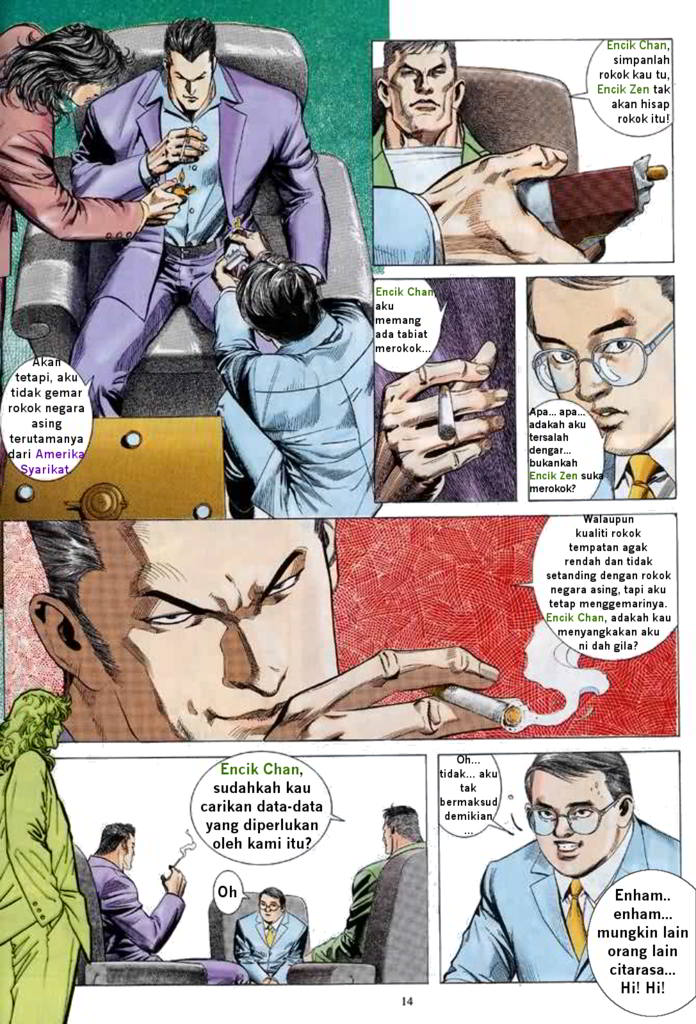 Encik Chan,
simpanlah
rokok kau tu,
Encik Zen tak
akan hisap
rokok itu!
Akan
tetapi, aku
tidak gemar
rokok negara
asing
terutamanya
dari Amerika
Syarikat
Encik Chan
aku
memang
ada tabiat
merokok...
Apa... apa...
adakah aku
tersalah
dengar...
bukankah
Encik Zen suka
merokok?
Walaupun
kualiti rokok
tempatan agak
rendah dan tidak
setanding dengan rokok
negara asing, tapi aku
tetap menggemarinya.
Encik Chan, adakah kau
menyangkakan aku
ni dah gila?
Encik Chan,
sudahkah kau
carikan data-data
yang diperlukan
oleh kami itu?
Oh
Oh...
tidak... aku
tak
bermaksud
demikian
...
Enham..
enham...
mungkin lain
orang lain
citarasa...
Hi! Hi!
14